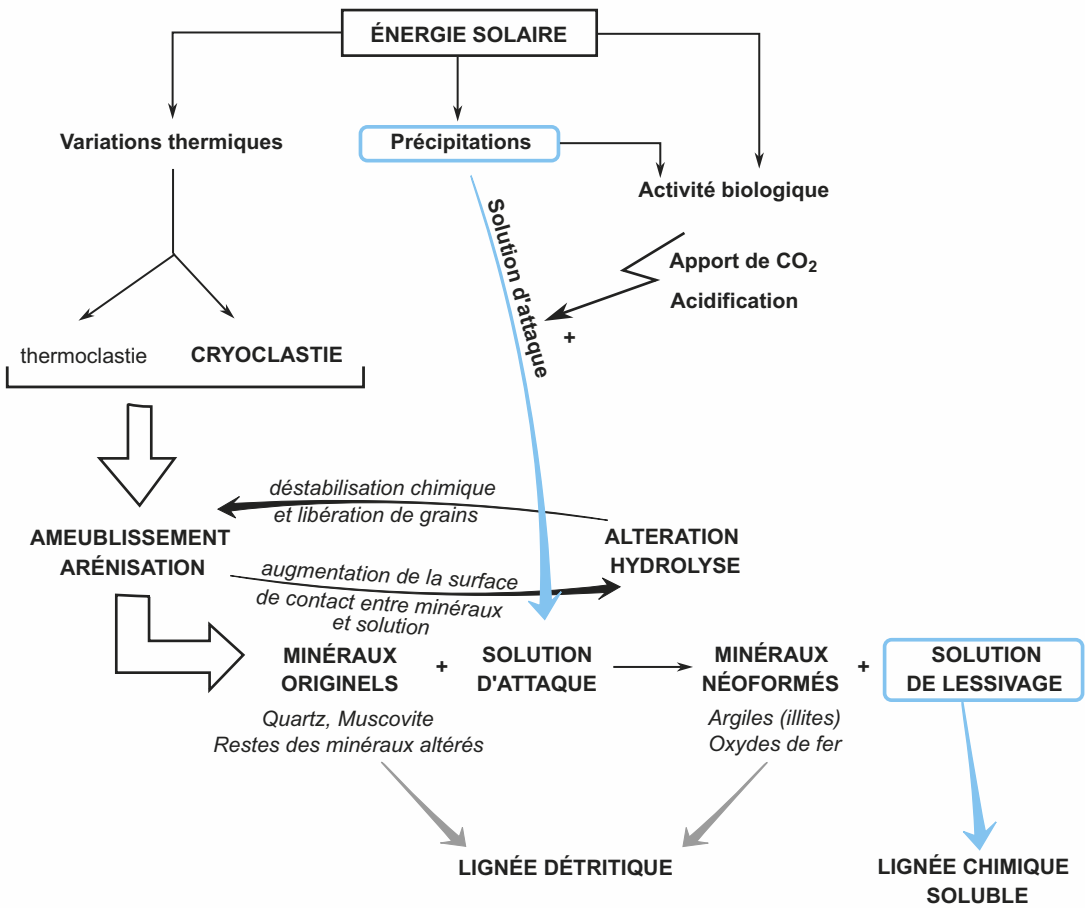 ÉNERGIE SOLAIRE
Variations thermiques
Précipitations
Activité biologique
Solution d'attaque
Apport de CO₂
Acidification
+
thermoclastie
CRYOCLASTIE
déstabilisation chimique
et libération de grains
AMEUBLISSEMENT
ARÉNISATION
ALTERATION
HYDROLYSE
augmentation de la surface
de contact entre minéraux
et solution
MINÉRAUX
ORIGINELS
+
SOLUTION
D'ATTAQUE
MINÉRAUX
NÉOFORMÉS
+
SOLUTION
DE LESSIVAGE
Quartz, Muscovite
Restes des minéraux altérés
Argiles (illites)
Oxydes de fer
LIGNÉE DÉTRITIQUE
LIGNÉE CHIMIQUE
SOLUBLE